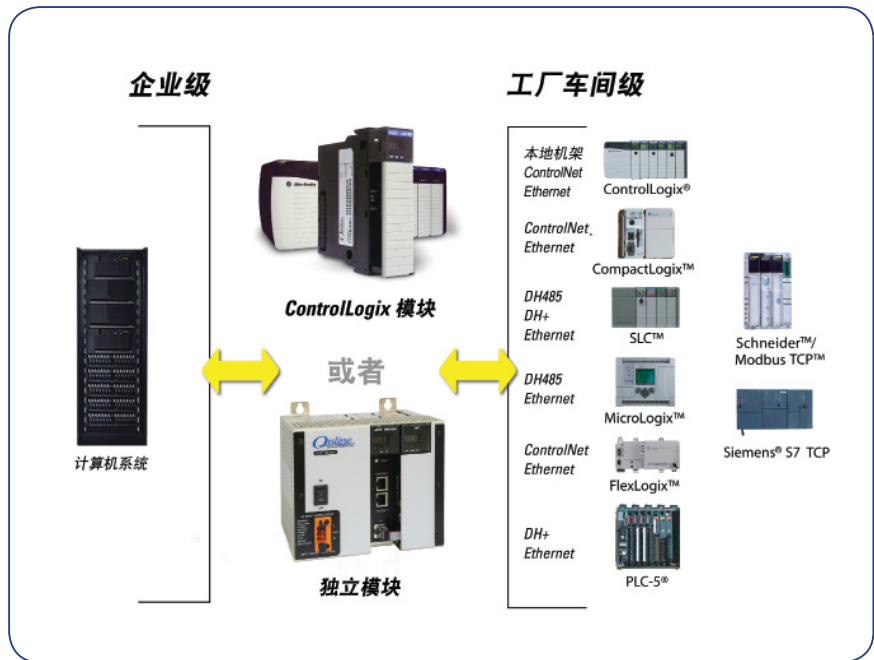 企业级
工厂车间级
计算机系统
ControlLogix 模块
或者
Online
独立模块
本地机架
ControlNet
Ethernet
ControlLogix®
ControlNet、
Ethernet
CompactLogix™
DH485
DH+
Ethernet
SLC™
DH485
Ethernet
MicroLogix™
ControlNet
Ethernet
FlexLogix™
DH+
Ethernet
PLC-5®
Schneider™/
Modbus TCP™
Siemens® S7 TCP